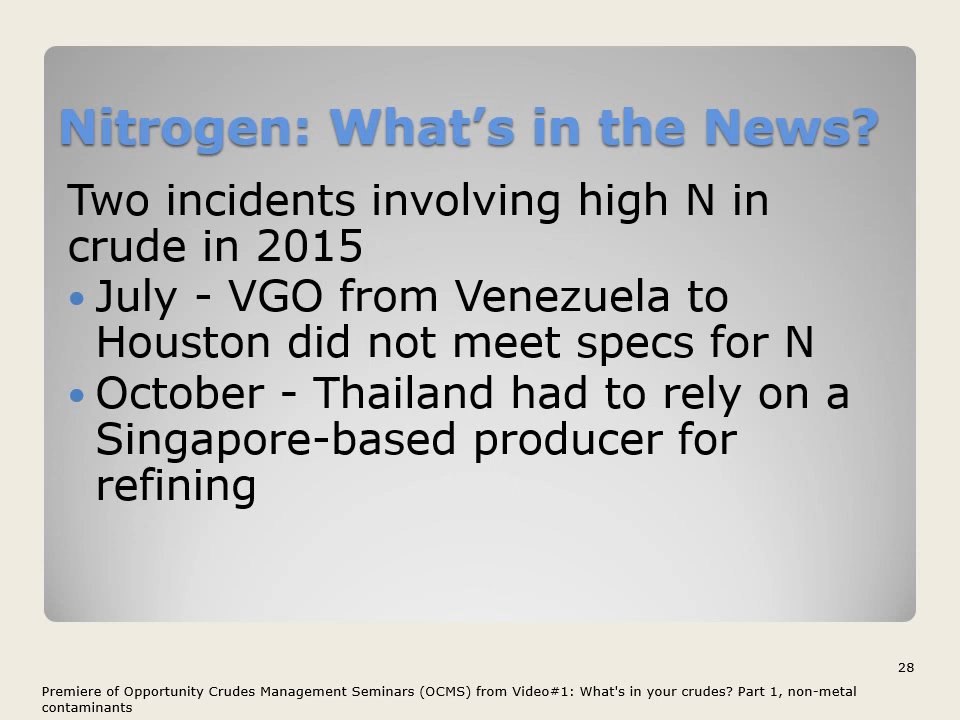 Nitrogen: What’s in the News?
Two incidents involving high N in
crude in 2015
• July - VGO from Venezuela to
Houston did not meet specs for N
• October - Thailand had to rely on a
Singapore-based producer for
refining
28
Premiere of Opportunity Crudes Management Seminars (OCMS) from Video#1: What's in your crudes? Part 1, non-metal
contaminants